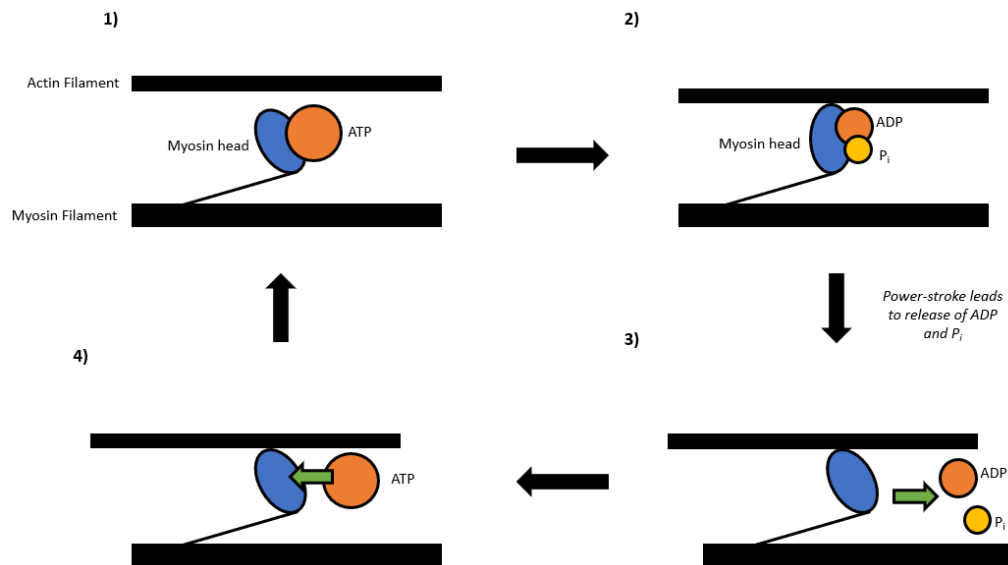 1)
Actin Filament
ATP
Myosin head
Myosin Filament
2)
ADP
Myosin head
Pi
Power-stroke leads
to release of ADP
and Pi
3)
ADP
Pi
4)
ATP